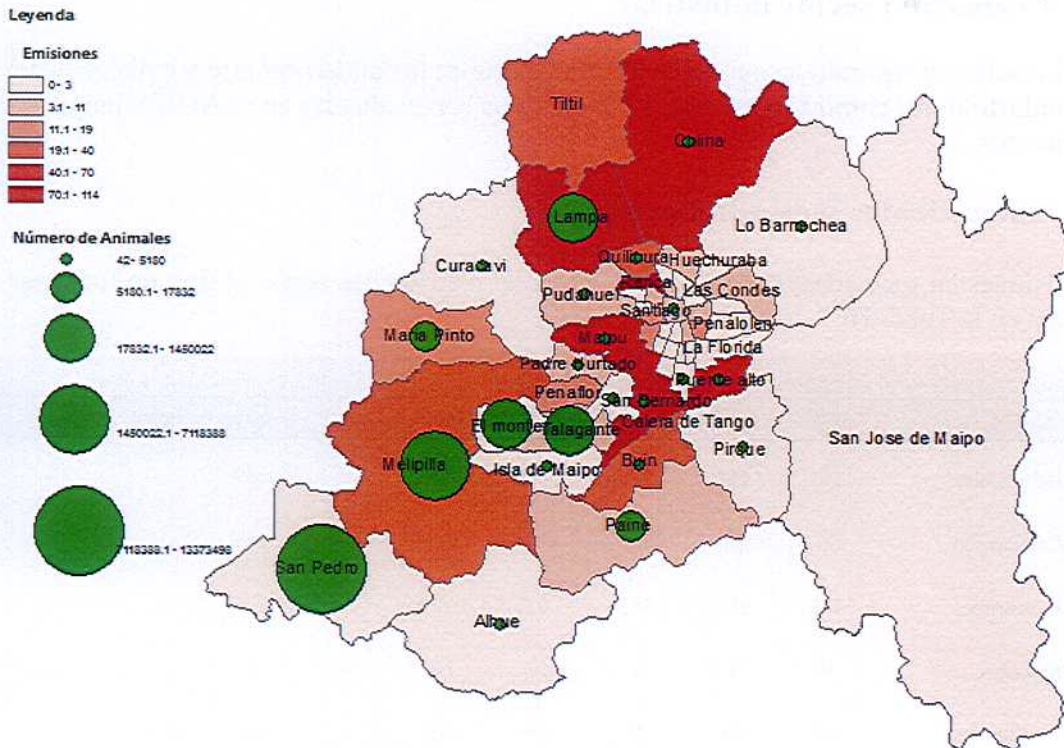 Leyenda
Emisiones
0- 3
3.1 - 11
11.1 - 19
19.1 - 40
40.1 - 70
70.1 - 114
Número de Animales
42- 5180
5180.1- 17832
17832.1- 1450022
1450022.1- 7118388
7118388.1- 13373498
Tiltil
Colina
Lampa
Lo Barnechea
Curacavi
Quilicura
Huechuraba
Pudahuel
Renca
Las Condes
Santiago
Maria Pinto
Maipu
Penalolen
La Florida
Padre Hurtado
Penaflor
Puente alto
San Bernardo
El monte
Talagante
Calera de Tango
San Jose de Maipo
Melipilla
Isla de Maipo
Buin
Pirque
Paine
San Pedro
Alhue